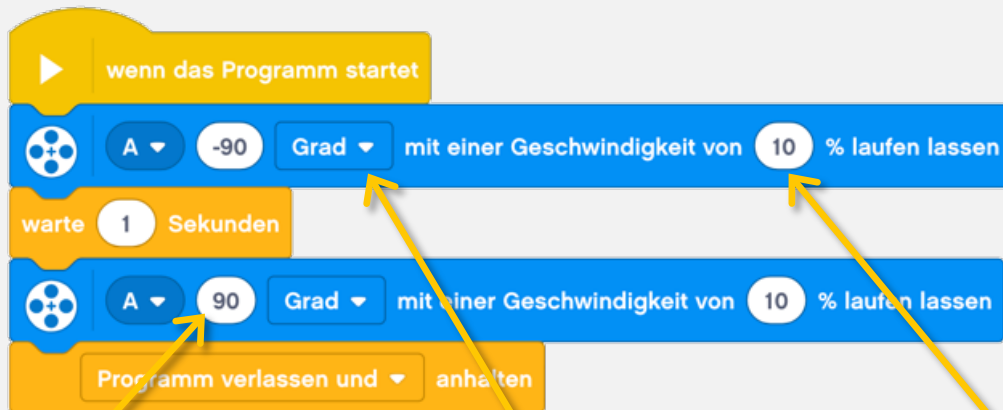 wenn das Programm startet
A -90 Grad mit einer Geschwindigkeit von 10 % laufen lassen
warte 1 Sekunden
A 90 Grad mit einer Geschwindigkeit von 10 % laufen lassen
Programm verlassen und anhalten